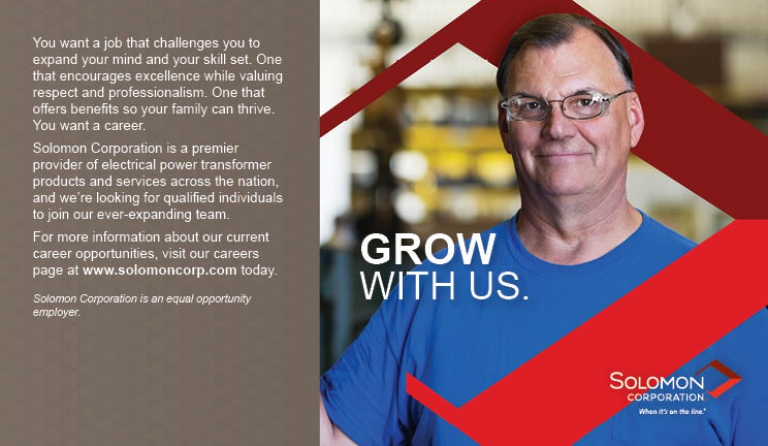 You want a job that challenges you to
expand your mind and your skill set. One
that encourages excellence while valuing
respect and professionalism. One that
offers benefits so your family can thrive.
You want a career.
Solomon Corporation is a premier
provider of electrical power transformer
products and services across the nation,
and we're looking for qualified individuals
to join our ever-expanding team.
For more information about our current
career opportunities, visit our careers
page at www.solomoncorp.com today.
Solomon Corporation is an equal opportunity
employer.
GROW
WITH US.
SOLOMON
CORPORATION
When it's on the line.®